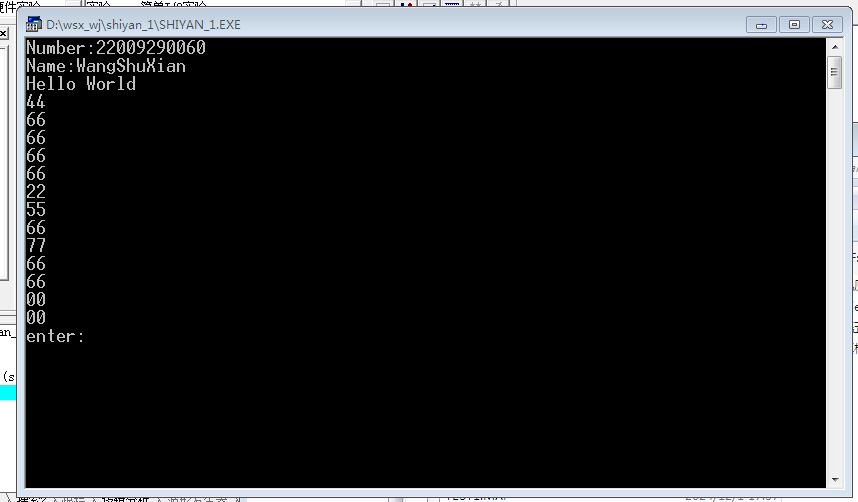 D:\wsx_wj\shiyan_1\SHIYAN_1.EXE
Number:22009290060
Name:WangShuXian
Hello World
44
66
66
66
66
22
55
66
77
66
66
00
00
enter: